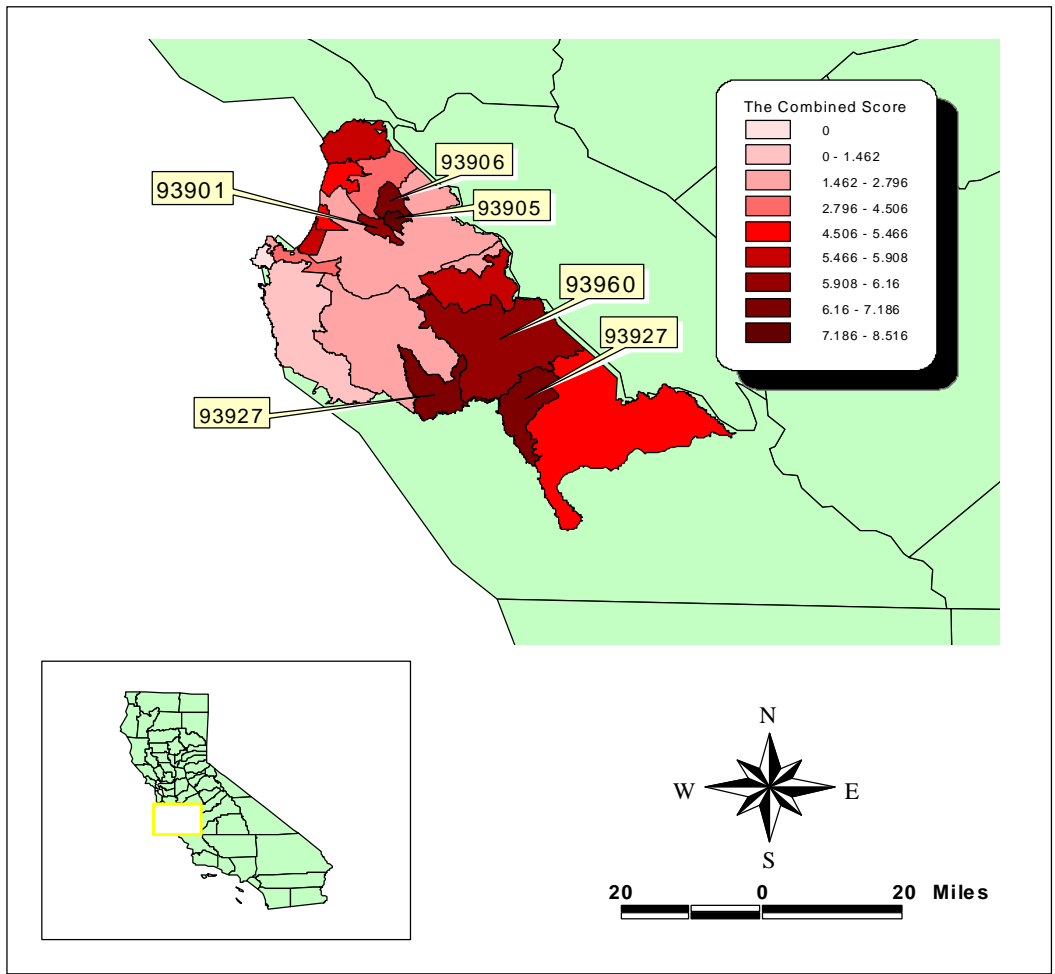 The Combined Score
0
0 - 1.462
1.462 - 2.796
2.796 - 4.506
4.506 - 5.466
5.466 - 5.908
5.908 - 6.16
6.16 - 7.186
7.186 - 8.516
93906
93901
93905
93960
93927
93927
N
W E
S
20 0 20 Miles